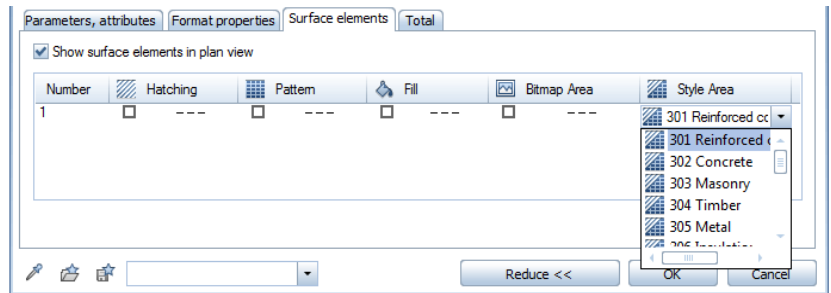 Parameters, attributes Format properties Surface elements Total
Show surface elements in plan view
Number Hatching Pattern Fill Bitmap Area Style Area
1 --- --- --- --- 301 Reinforced cc
301 Reinforced
302 Concrete
303 Masonry
304 Timber
305 Metal
Reduce << OK Cancel